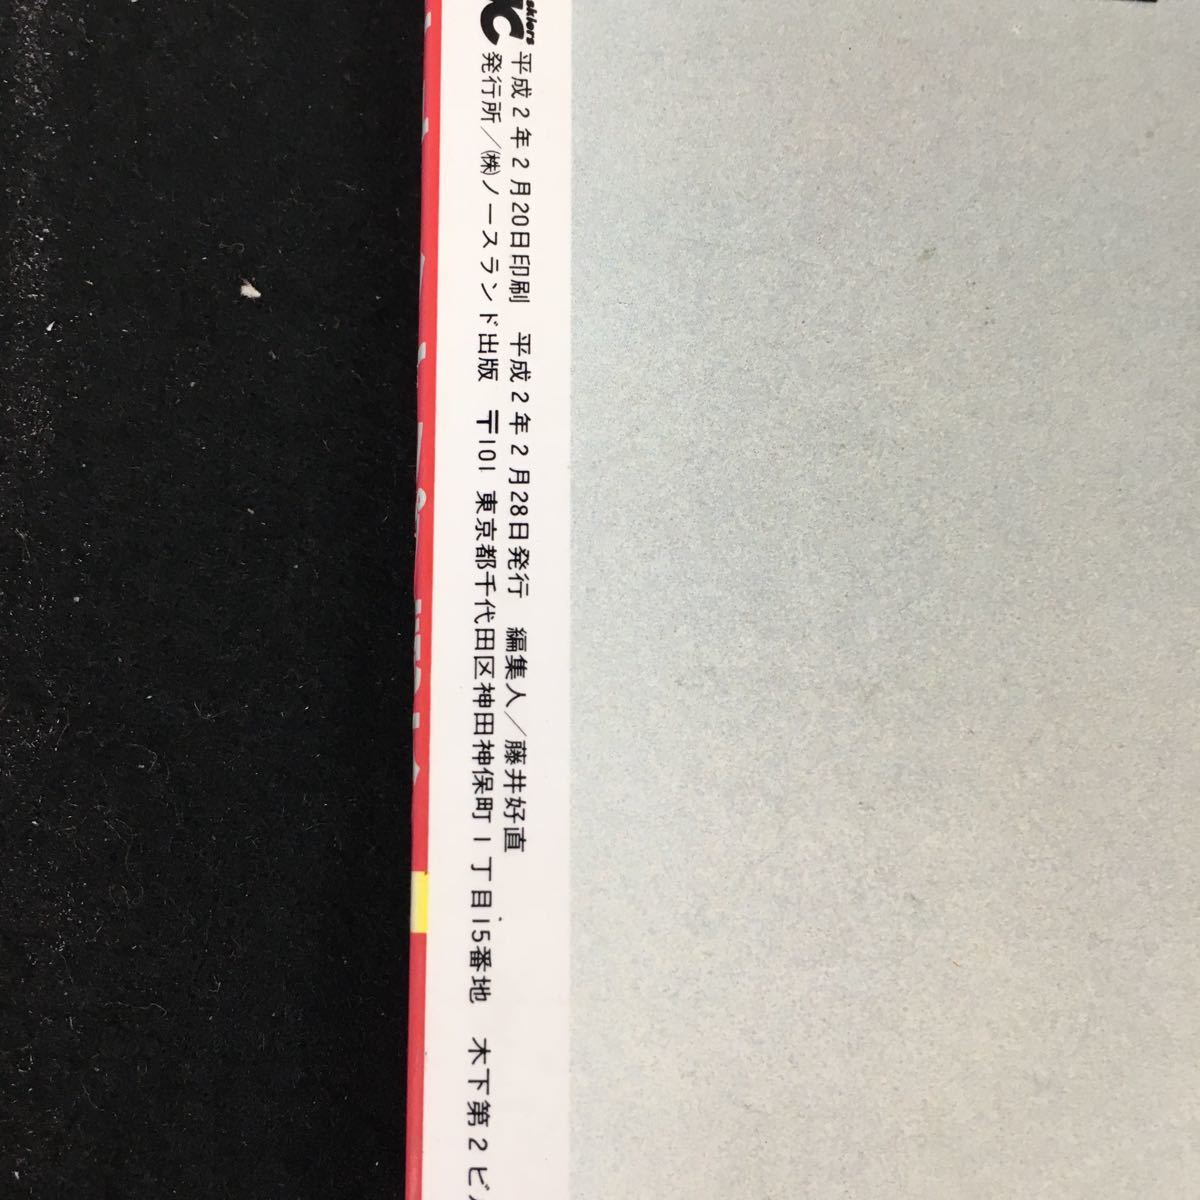 skiers
平成2年2月20日印刷　平成2年2月28日発行　編集人／藤井好直
発行所／㈱ノースランド出版　〒101 東京都千代田区神田神保町1丁目15番地　木下第2ビ